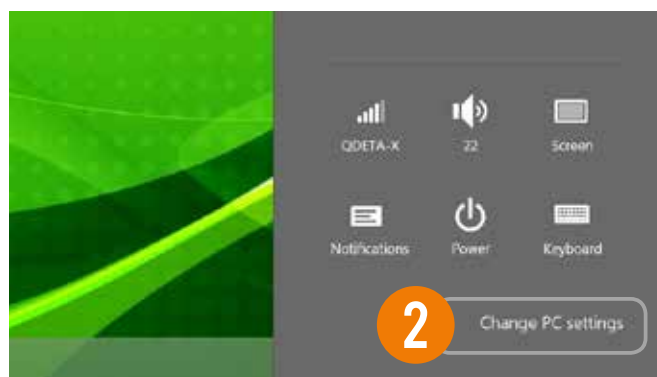 QDETA-X 22 Screen
Notifications Power Keyboard
2 Change PC settings